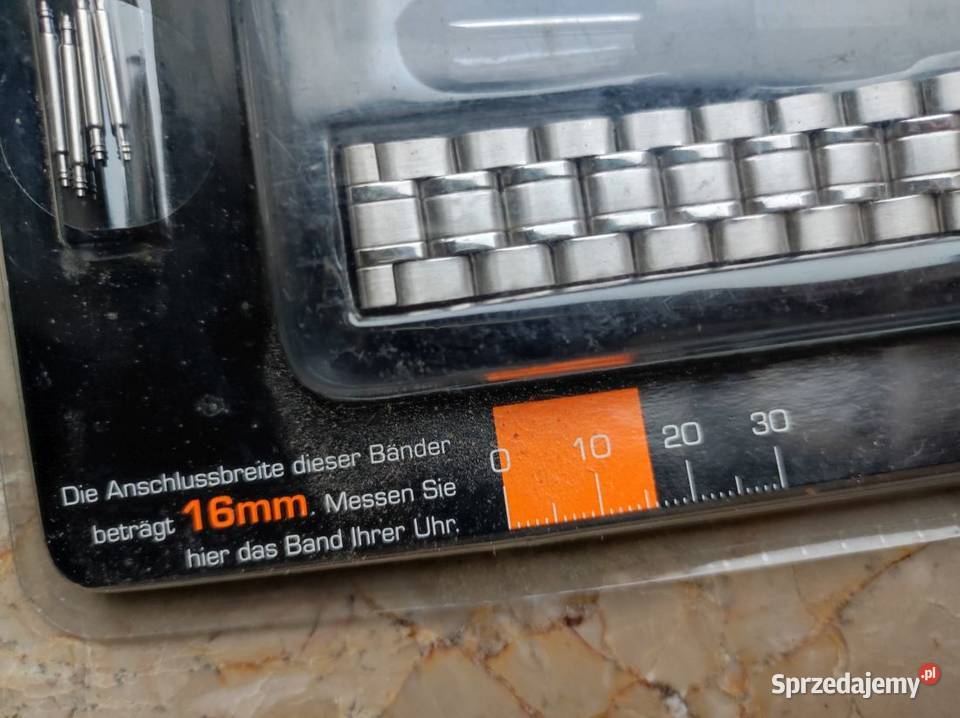 Die Anschlussbreite dieser Bänder
beträgt 16mm. Messen Sie
hier das Band Ihrer Uhr.
0 10 20 30
Sprzedajemy.pl